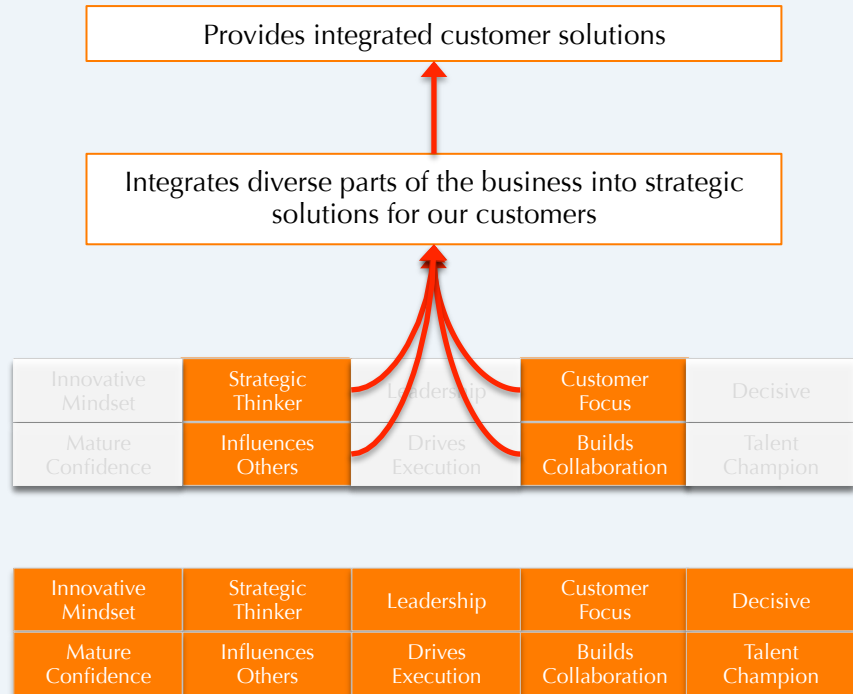 Provides integrated customer solutions
Integrates diverse parts of the business into strategic
solutions for our customers
Innovative
Mindset
Strategic
Thinker
Leadership
Customer
Focus
Decisive
Mature
Confidence
Influences
Others
Drives
Execution
Builds
Collaboration
Talent
Champion
Innovative
Mindset
Strategic
Thinker
Leadership
Customer
Focus
Decisive
Mature
Confidence
Influences
Others
Drives
Execution
Builds
Collaboration
Talent
Champion